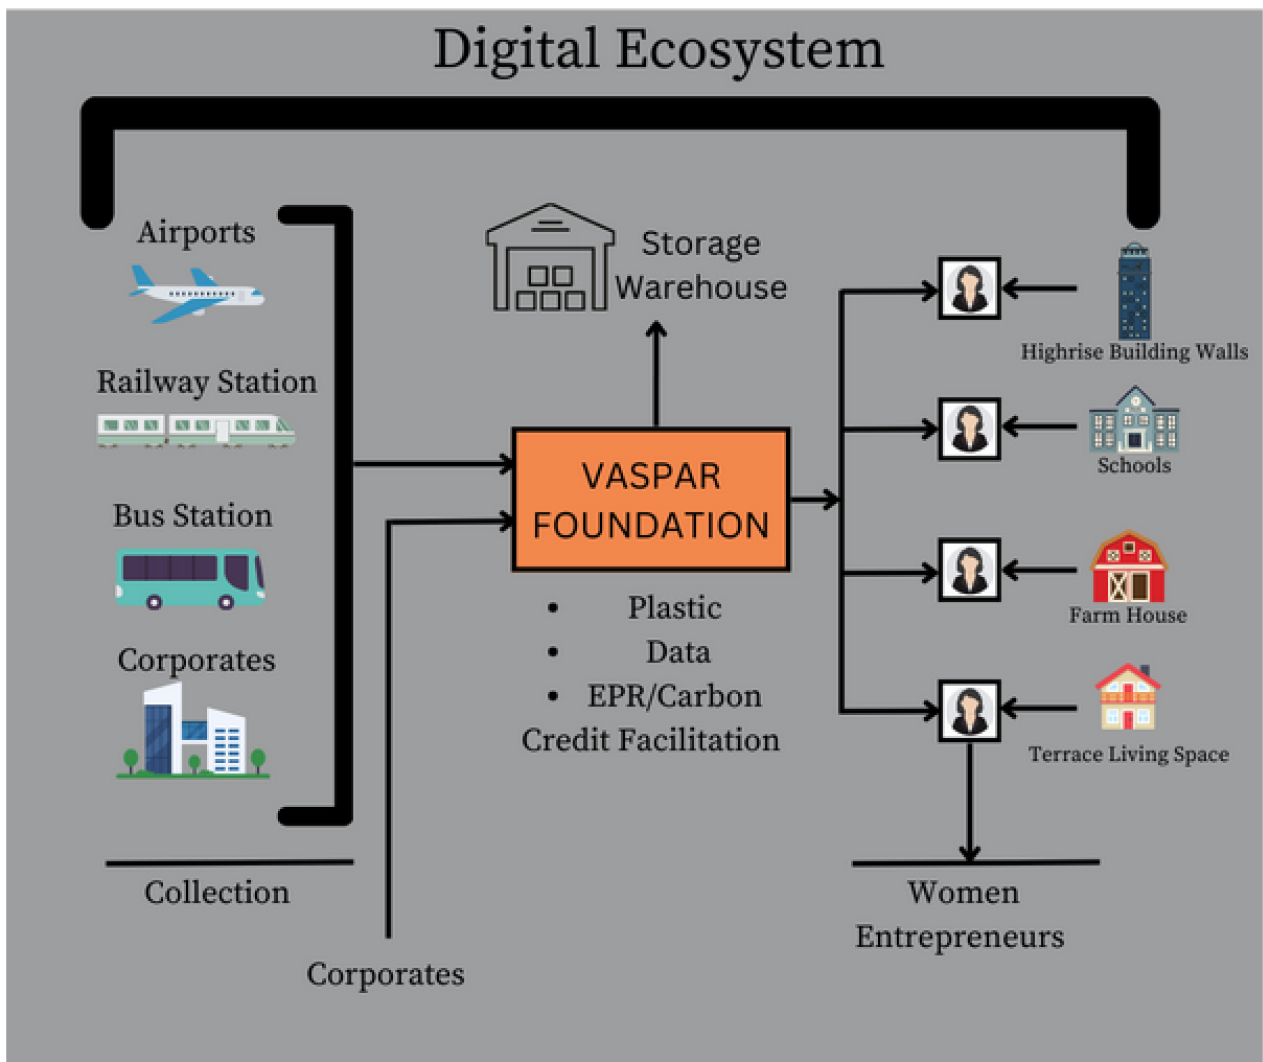 Digital Ecosystem
Airports
Railway Station
Bus Station
Corporates
Collection
Corporates
Storage
Warehouse
VASPAR
FOUNDATION
• Plastic
• Data
• EPR/Carbon
Credit Facilitation
Highrise Building Walls
Schools
Farm House
Terrace Living Space
Women
Entrepreneurs